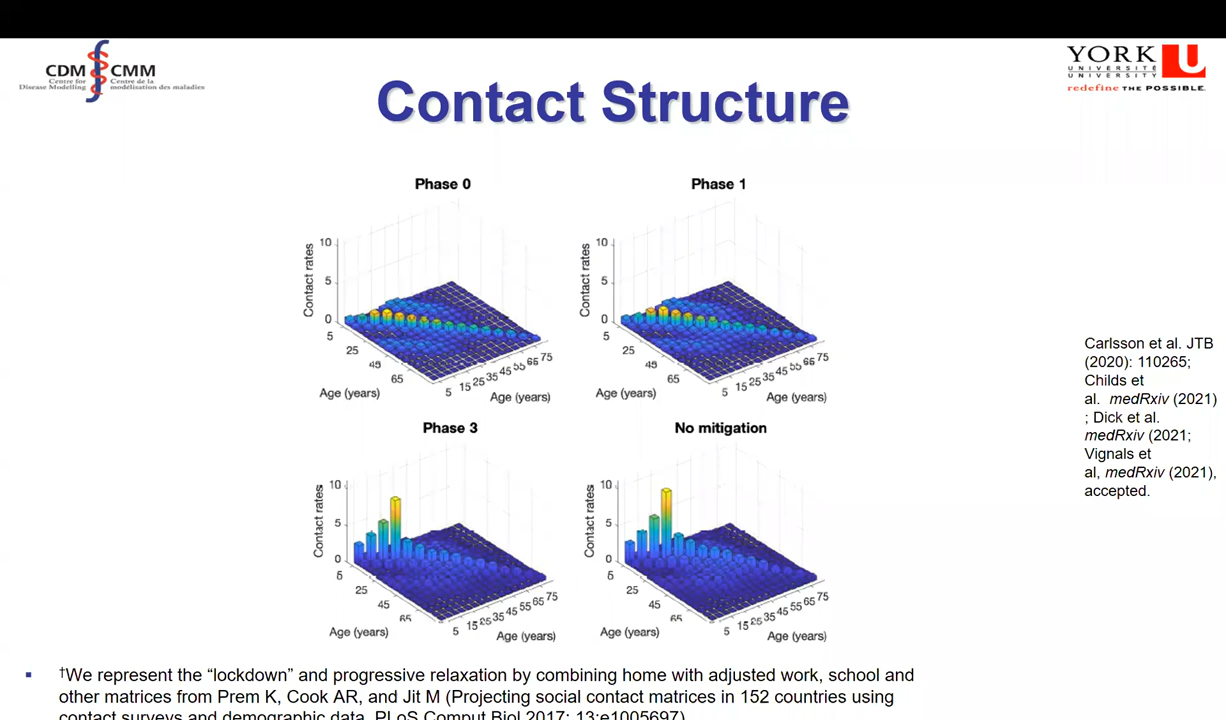 CDM CMM
Centre for Centre de la
Disease Modelling modélisation des maladies
YORK U
UNIVERSITÉ
UNIVERSITY
redefine THE POSSIBLE.
Contact Structure
Phase 0
Contact rates
10
5
0
5
25
45
65
Age (years)
5 15 25 35 45 55 65 75
Age (years)
Phase 1
Contact rates
10
5
0
5
25
45
65
Age (years)
5 15 25 35 45 55 66 75
Age (years)
Phase 3
Contact rates
10
5
0
5
25
45
65
Age (years)
5 15 25 35 45 55 65 75
Age (years)
No mitigation
Contact rates
10
5
0
5
25
45
65
Age (years)
5 15 25 35 45 55 65 75
Age (years)
Carlsson et al. JTB
(2020): 110265;
Childs et
al. medRxiv (2021)
; Dick et al.
medRxiv (2021;
Vignals et
al, medRxiv (2021),
accepted.
▪ †We represent the “lockdown” and progressive relaxation by combining home with adjusted work, school and
other matrices from Prem K, Cook AR, and Jit M (Projecting social contact matrices in 152 countries using
contact surveys and demographic data. PLoS Comput Biol 2017; 13:e1005697)